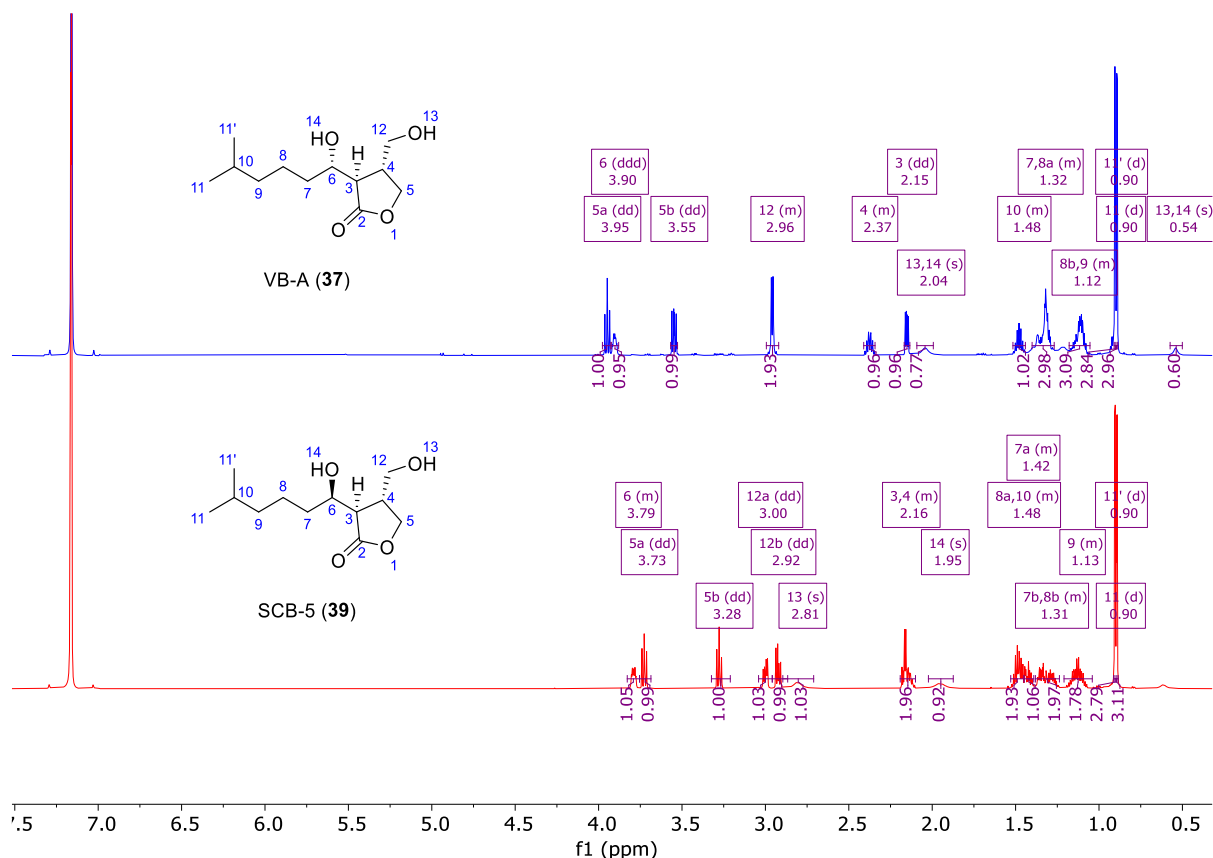 HO 14
OH 13
11'
12
8
H
10
4
6
11
7
3
5
9
2
O
O
1
VB-A (37)
6 (ddd)
3.90
5a (dd)
3.95
5b (dd)
3.55
12 (m)
2.96
4 (m)
2.37
3 (dd)
2.15
13,14 (s)
2.04
10 (m)
1.48
7,8a (m)
1.32
8b,9 (m)
1.12
11' (d)
0.90
11 (d)
0.90
13,14 (s)
0.54
1.00
0.95
0.99
1.93
0.96
0.96
0.77
1.02
2.98
3.09
2.84
2.96
0.60
HO 14
OH 13
11'
12
8
H
10
4
6
11
7
3
5
9
2
O
O
1
SCB-5 (39)
6 (m)
3.79
5a (dd)
3.73
5b (dd)
3.28
12a (dd)
3.00
12b (dd)
2.92
13 (s)
2.81
3,4 (m)
2.16
14 (s)
1.95
7a (m)
1.42
8a,10 (m)
1.48
7b,8b (m)
1.31
9 (m)
1.13
11' (d)
0.90
11 (d)
0.90
1.05
0.99
1.00
1.03
0.99
1.03
1.96
0.92
1.93
1.06
1.97
1.78
2.79
3.11
7.5 7.0 6.5 6.0 5.5 5.0 4.5 4.0 3.5 3.0 2.5 2.0 1.5 1.0 0.5
f1 (ppm)